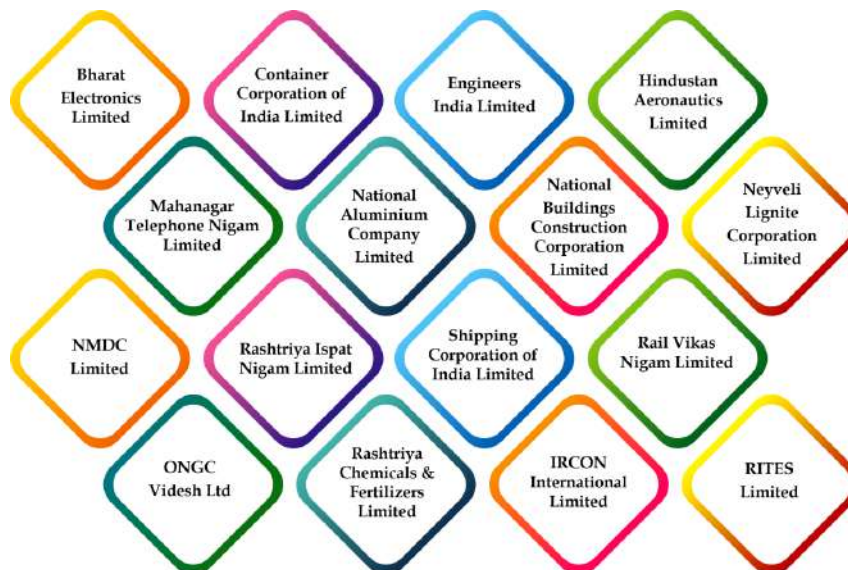 Bharat
Electronics
Limited
Container
Corporation of
India Limited
Engineers
India Limited
Hindustan
Aeronautics
Limited
Mahanagar
Telephone Nigam
Limited
National
Aluminium
Company
Limited
National
Buildings
Construction
Corporation
Limited
Neyveli
Lignite
Corporation
Limited
NMDC
Limited
Rashtriya Ispat
Nigam Limited
Shipping
Corporation of
India Limited
Rail Vikas
Nigam Limited
ONGC
Videsh Ltd
Rashtriya
Chemicals &
Fertilizers
Limited
IRCON
International
Limited
RITES
Limited